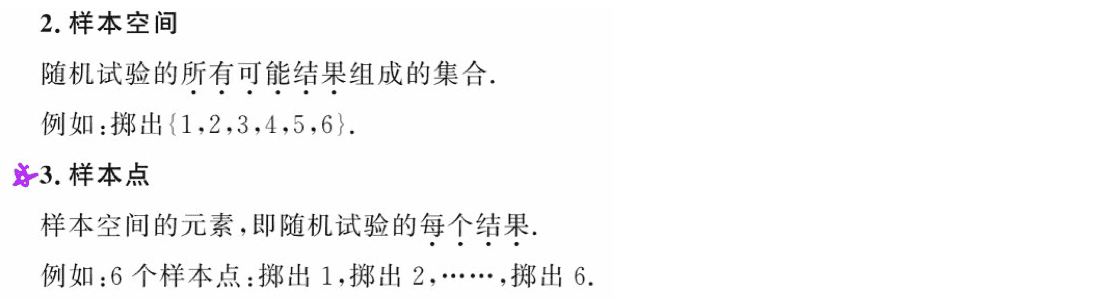 2. 样本空间
随机试验的所有可能结果组成的集合.
例如:掷出{1,2,3,4,5,6}.
3. 样本点
样本空间的元素,即随机试验的每个结果.
例如:6 个样本点:掷出 1,掷出 2,……,掷出 6.